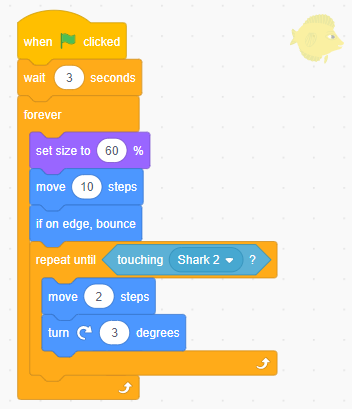 when clicked
wait 3 seconds
forever
set size to 60 %
move 10 steps
if on edge, bounce
repeat until touching Shark 2 ?
move 2 steps
turn 3 degrees